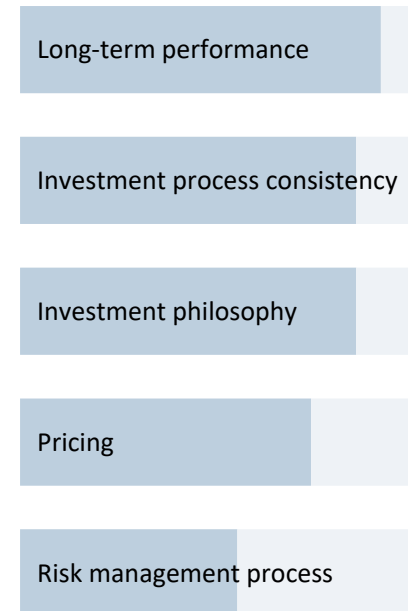 Long-term performance
Investment process consistency
Investment philosophy
Pricing
Risk management process